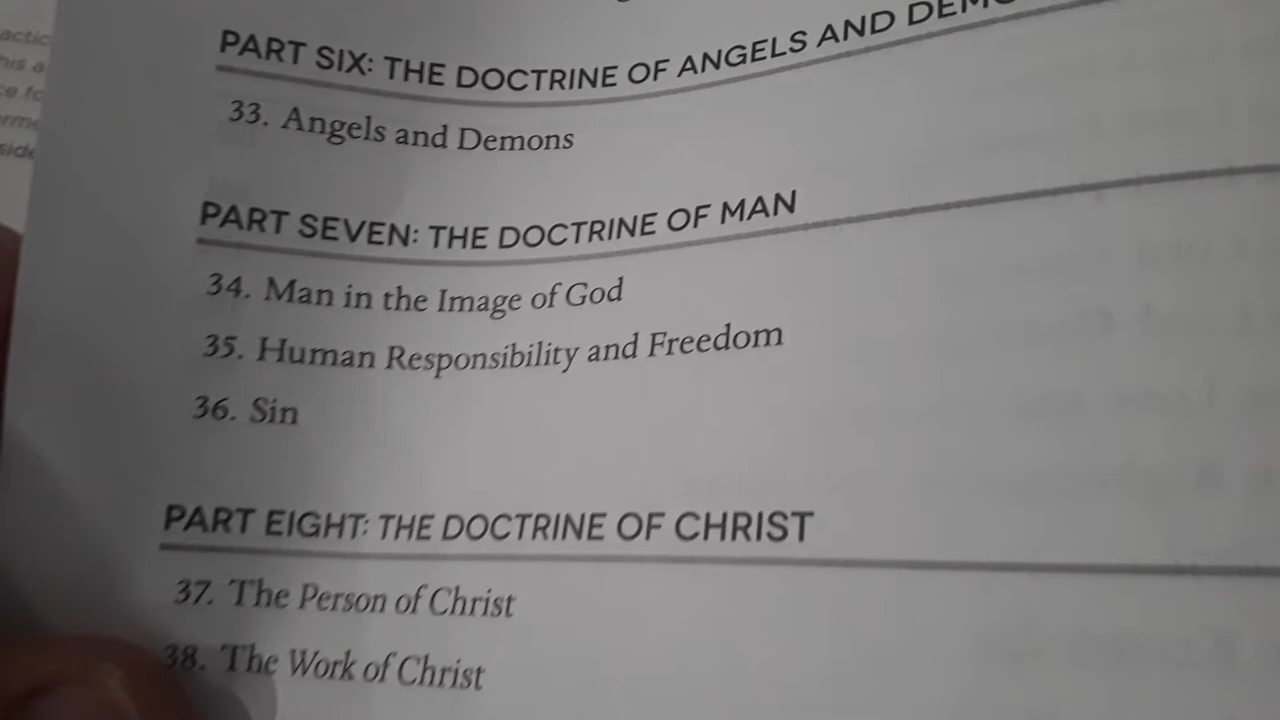 PART SIX: THE DOCTRINE OF ANGELS AND
33. Angels and Demons
PART SEVEN: THE DOCTRINE OF MAN
34. Man in the Image of God
35. Human Responsibility and Freedom
36. Sin
PART EIGHT: THE DOCTRINE OF CHRIST
37. The Person of Christ
38. The Work of Christ